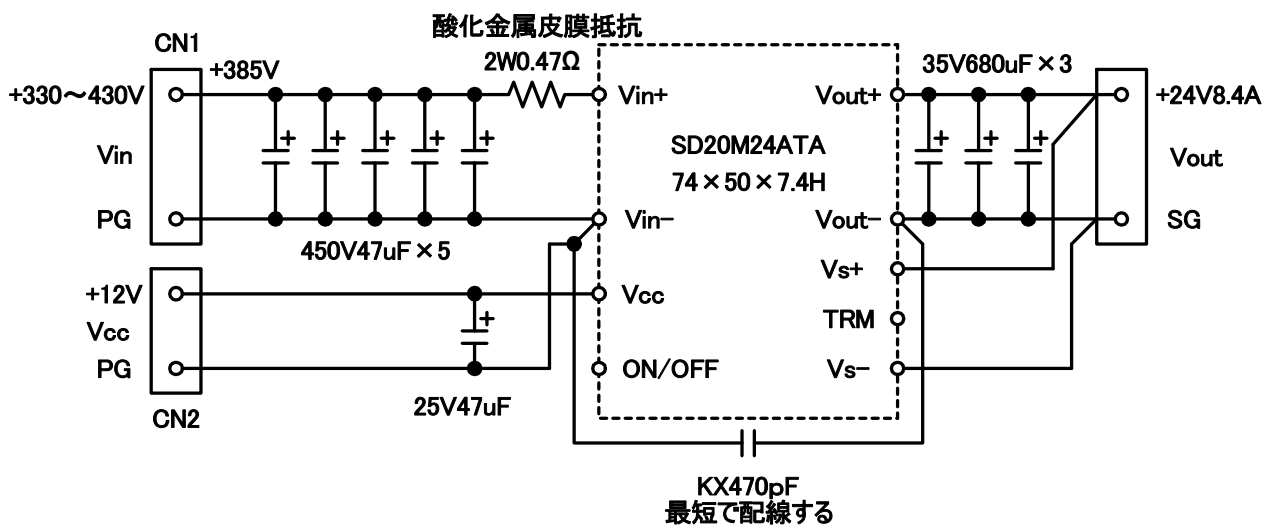 酸化金属皮膜抵抗
2W0.47Ω
CN1
+385V
+330～430V
Vin
PG
450V47uF×5
Vin+
Vin-
SD20M24ATA
74×50×7.4H
Vout+
Vout-
35V680uF×3
+24V8.4A
Vout
SG
+12V
Vcc
PG
CN2
25V47uF
Vcc
ON/OFF
Vs+
TRM
Vs-
KX470pF
最短で配線する